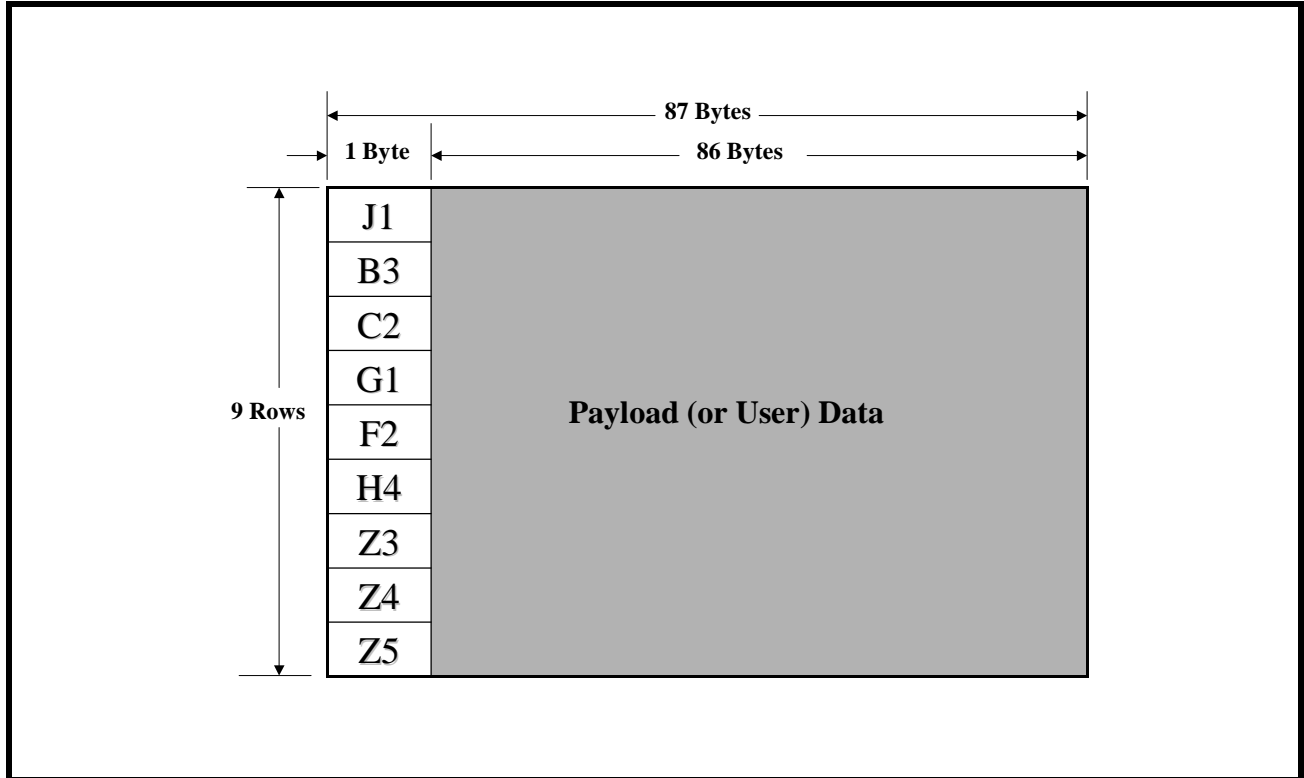 87 Bytes
1 Byte
86 Bytes
J1
B3
C2
G1
9 Rows
Payload (or User) Data
F2
H4
Z3
Z4
Z5